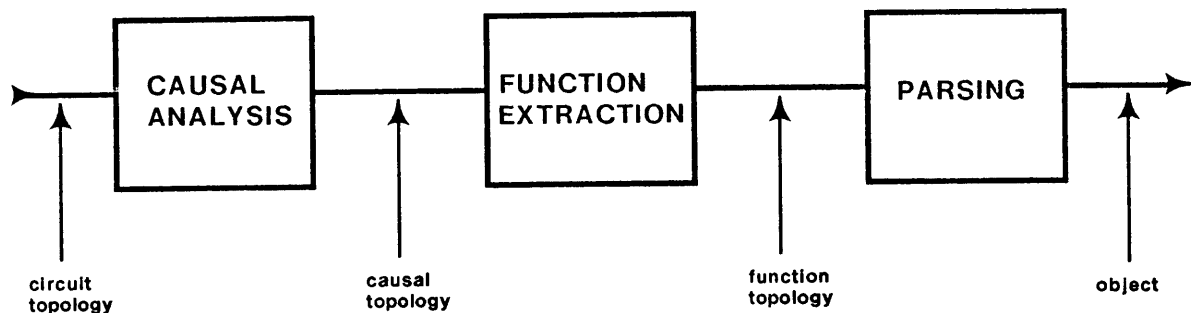 CAUSAL
ANALYSIS
FUNCTION
EXTRACTION
PARSING
circuit
topology
causal
topology
function
topology
object